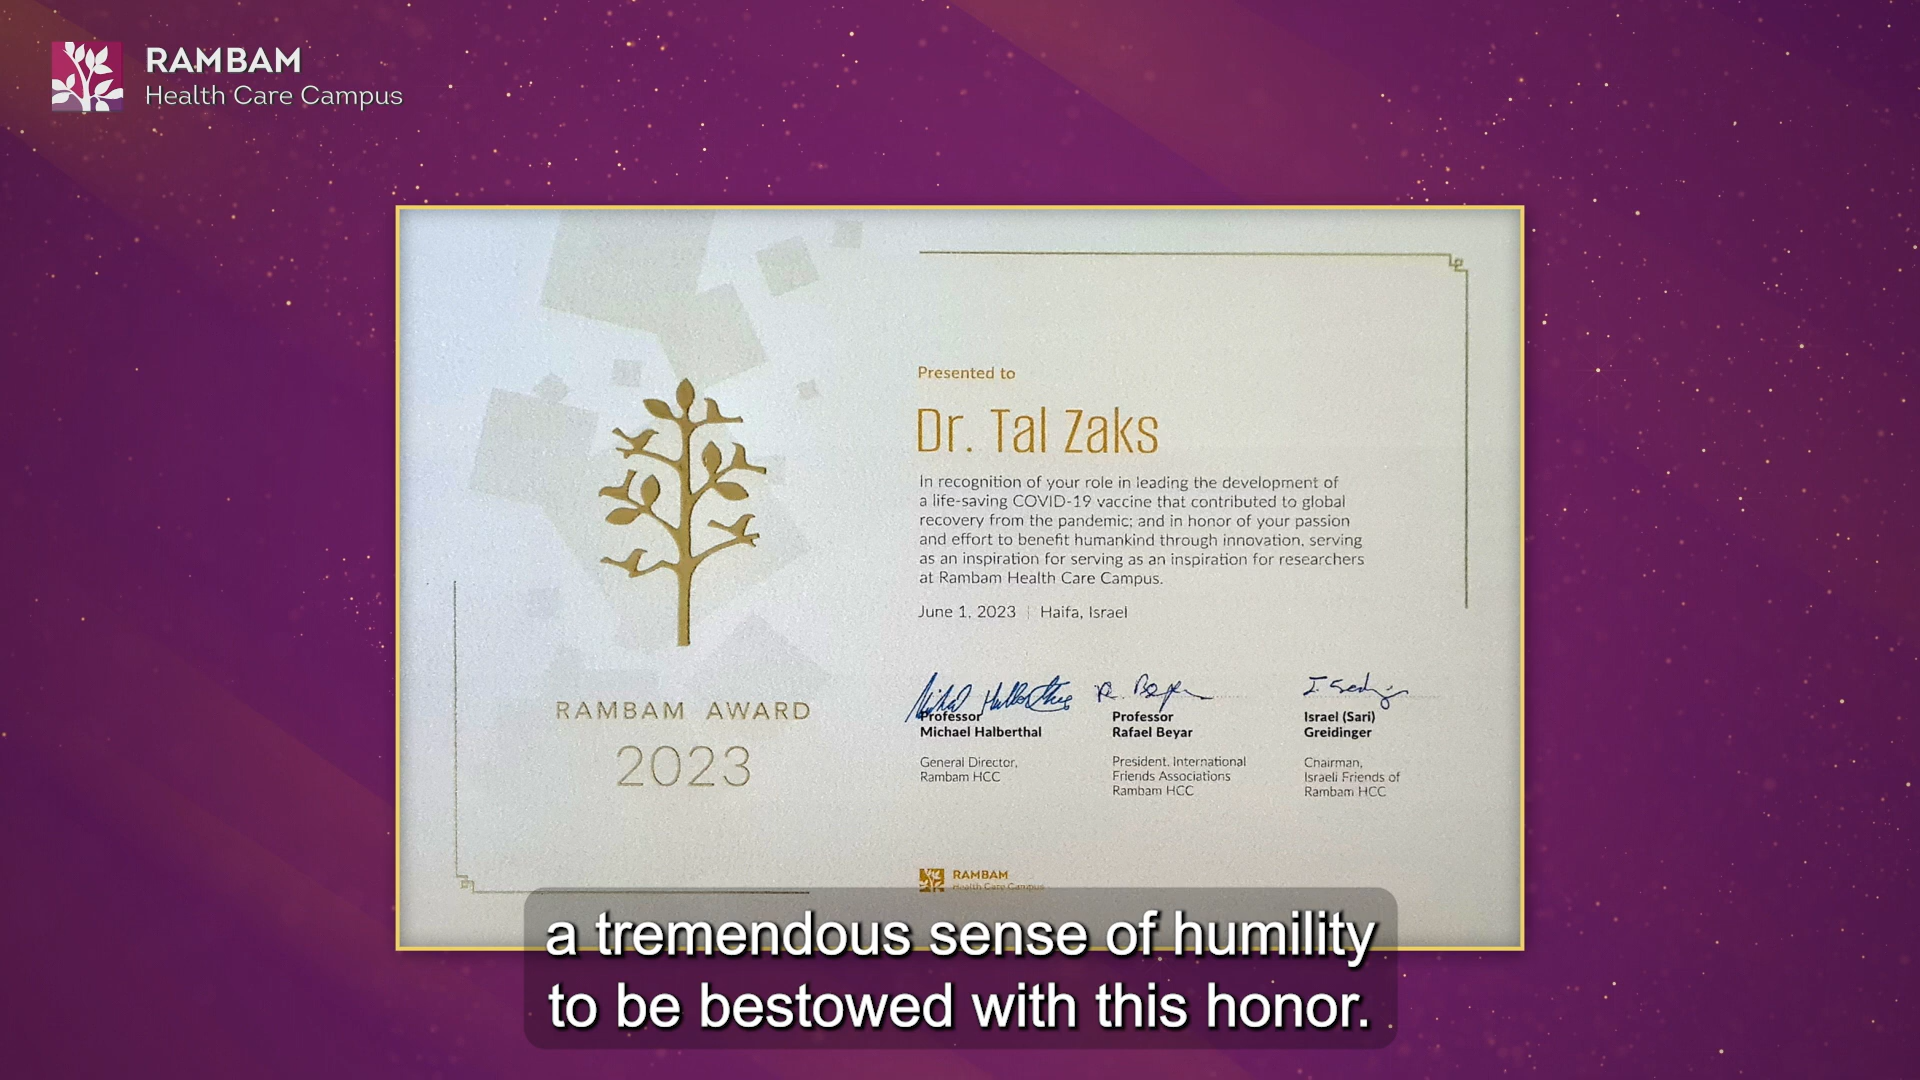 RAMBAM
Health Care Campus
Presented to
Dr. Tal Zaks
In recognition of your role in leading the development of
a life-saving COVID-19 vaccine that contributed to global
recovery from the pandemic; and in honor of your passion
and effort to benefit humankind through innovation, serving
as an inspiration for serving as an inspiration for researchers
at Rambam Health Care Campus.
June 1, 2023 | Haifa, Israel
RAMBAM AWARD
2023
Professor
Michael Halberthal
General Director,
Rambam HCC
Professor
Rafael Beyar
President, International
Friends Associations
Rambam HCC
Israel (Sari)
Greidinger
Chairman,
Israeli Friends of
Rambam HCC
RAMBAM
Health Care Campus
a tremendous sense of humility
to be bestowed with this honor.